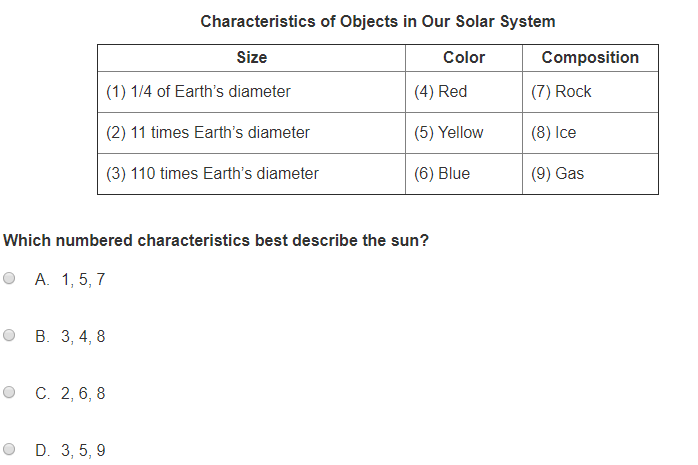 Characteristics of Objects in Our Solar System
Size Color Composition
(1) 1/4 of Earth's diameter (4) Red (7) Rock
(2) 11 times Earth's diameter (5) Yellow (8) Ice
(3) 110 times Earth's diameter (6) Blue (9) Gas
Which numbered characteristics best describe the sun?
A. 1, 5, 7
B. 3, 4, 8
C. 2, 6, 8
D. 3, 5, 9